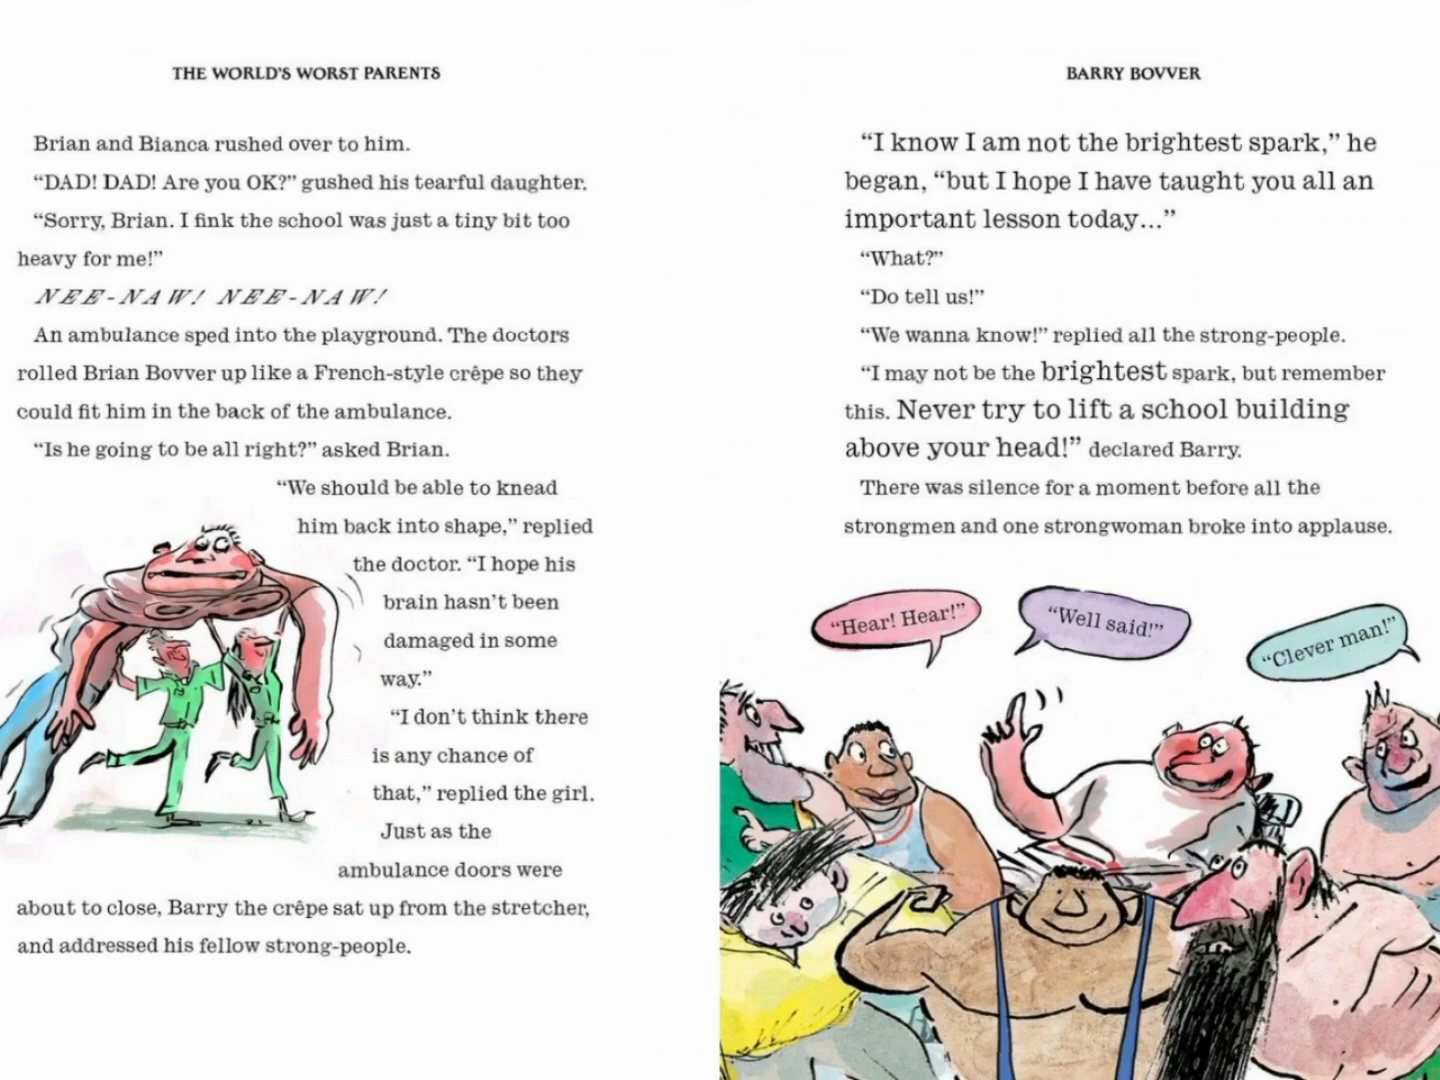 THE WORLD'S WORST PARENTS
Brian and Bianca rushed over to him.
“DAD! DAD! Are you OK?” gushed his tearful daughter.
“Sorry, Brian. I fink the school was just a tiny bit too
heavy for me!”
NEE-NAW! NEE-NAW!
An ambulance sped into the playground. The doctors
rolled Brian Bovver up like a French-style crêpe so they
could fit him in the back of the ambulance.
“Is he going to be all right?” asked Brian.
“We should be able to knead
him back into shape,” replied
the doctor. “I hope his
brain hasn't been
damaged in some
way.”
“I don't think there
is any chance of
that,” replied the girl.
Just as the
ambulance doors were
about to close, Barry the crêpe sat up from the stretcher,
and addressed his fellow strong-people.
BARRY BOVVER
“I know I am not the brightest spark,” he
began, “but I hope I have taught you all an
important lesson today...”
“What?”
“Do tell us!”
“We wanna know!” replied all the strong-people.
“I may not be the brightest spark, but remember
this. Never try to lift a school building
above your head!” declared Barry.
There was silence for a moment before all the
strongmen and one strongwoman broke into applause.
“Hear! Hear!”
“Well said!”
“Clever man!”